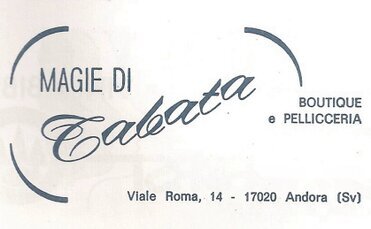 MAGIE DI
Tabata
BOUTIQUE
e PELLICCERIA
Viale Roma, 14 - 17020 Andora (Sv)